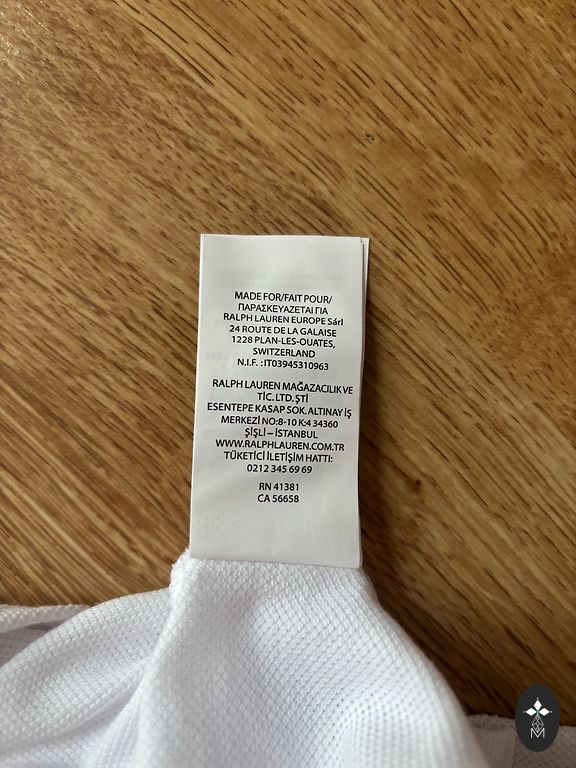 MADE FOR/FAIT POUR/
ΠΑΡΑΣΚΕΥΑΖΕΤΑΙ ΓΙΑ
RALPH LAUREN EUROPE Sárl
24 ROUTE DE LA GALAISE
1228 PLAN-LES-OUATES,
SWITZERLAND
N.I.F. :IT03945310963
RALPH LAUREN MAĞAZACILIK VE
TİC. LTD. ŞTİ
ESENTEPE KASAP SOK. ALTINAY İŞ
MERKEZİ NO:8-10 K:4 34360
ŞİŞLİ – İSTANBUL
WWW.RALPHLAUREN.COM.TR
TÜKETİCİ İLETİŞİM HATTI:
0212 345 69 69
RN 41381
CA 56658
M